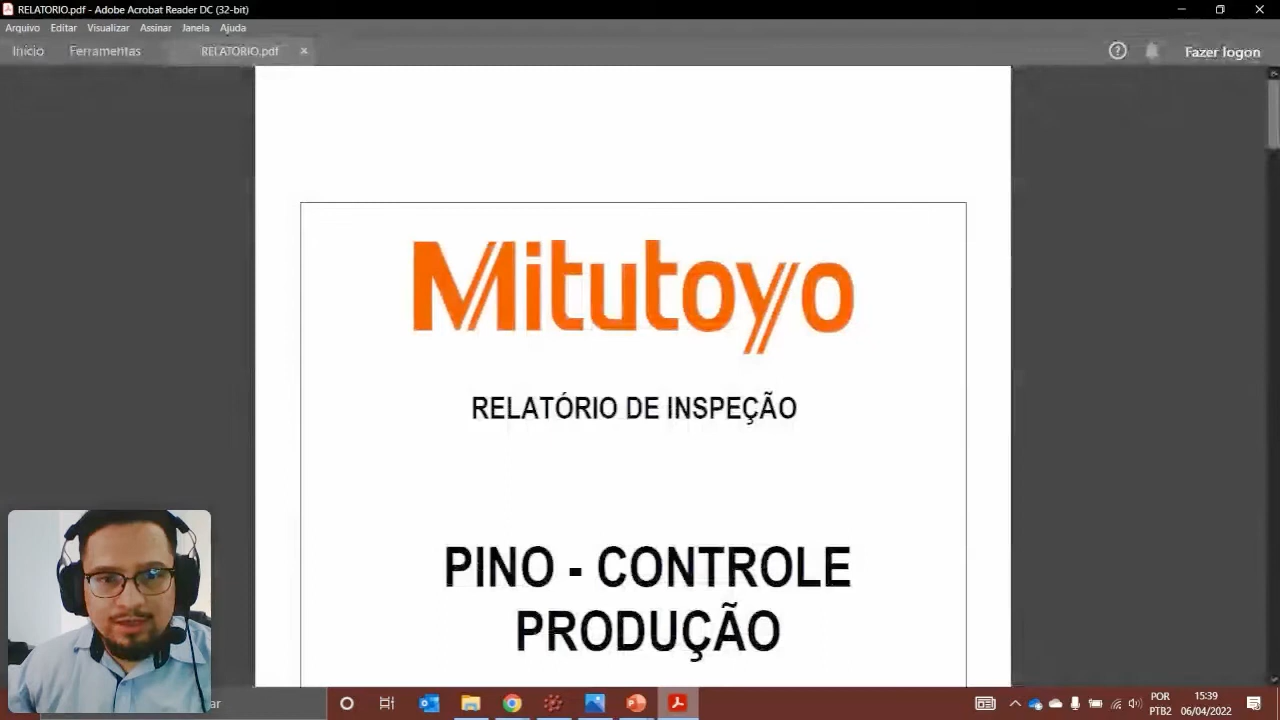 RELATORIO.pdf - Adobe Acrobat Reader DC (32-bit)
Arquivo Editar Visualizar Assinar Janela Ajuda
Início Ferramentas RELATORIO.pdf × Fazer logon
Mitutoyo
RELATÓRIO DE INSPEÇÃO
PINO - CONTROLE
PRODUÇÃO
ar
POR 15:39
PTB2 06/04/2022